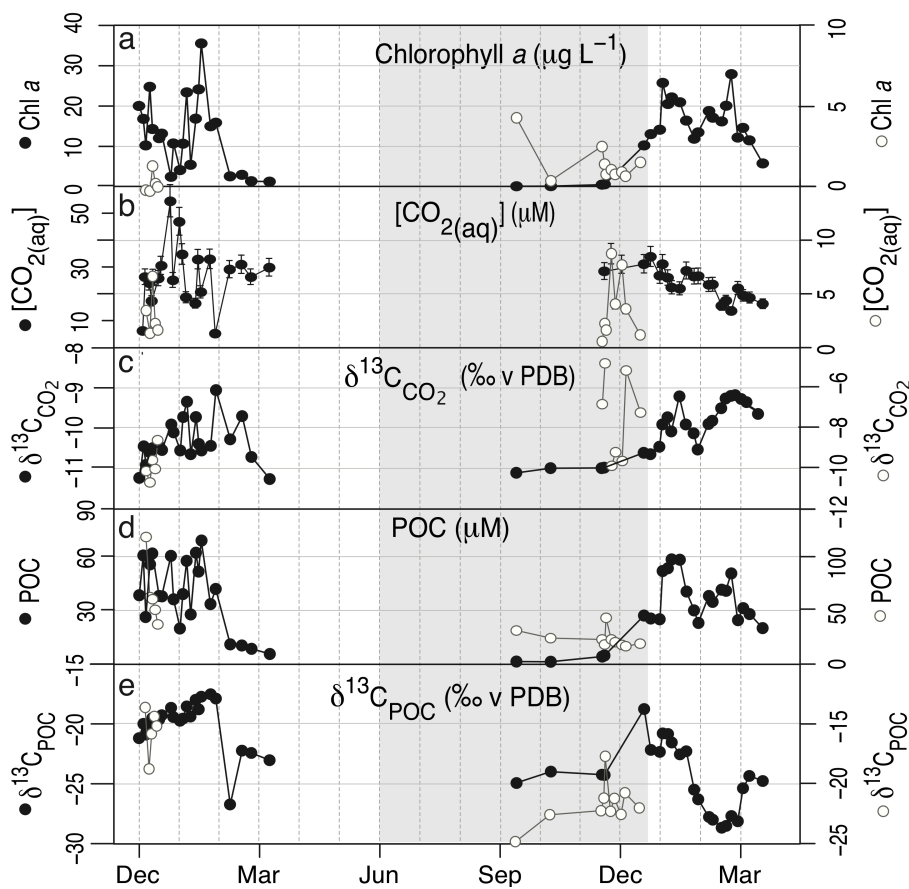 a
Chlorophyll a (μg L−1)
40
30
20
10
0
● Chl a
10
5
0
○ Chl a
b
[CO2(aq)] (μM)
50
30
10
● [CO2(aq)]
10
5
0
○ [CO2(aq)]
c
δ13CCO2 (‰ v PDB)
−8
−9
−10
−11
● δ13CCO2
−6
−8
−10
−12
○ δ13CCO2
d
POC (μM)
90
60
30
● POC
100
50
0
○ POC
e
δ13CPOC (‰ v PDB)
−15
−20
−25
−30
● δ13CPOC
−15
−20
−25
○ δ13CPOC
Dec
Mar
Jun
Sep
Dec
Mar